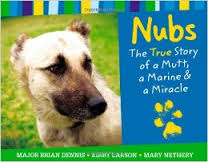 Nubs
The True Story
of a Mutt,
a Marine &
a Miracle
MAJOR BRIAN DENNIS • KIRBY LARSON • MARY NETHERY